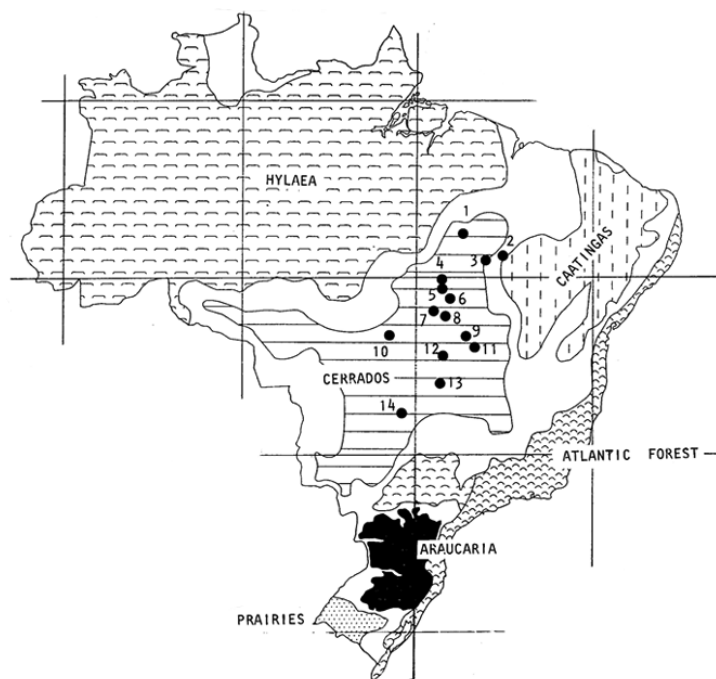 HYLAEA
1
2
3
CAATINGAS
4
5
6
7
8
9
10
11
12
CERRADOS
13
14
ATLANTIC FOREST
ARAUCARIA
PRAIRIES